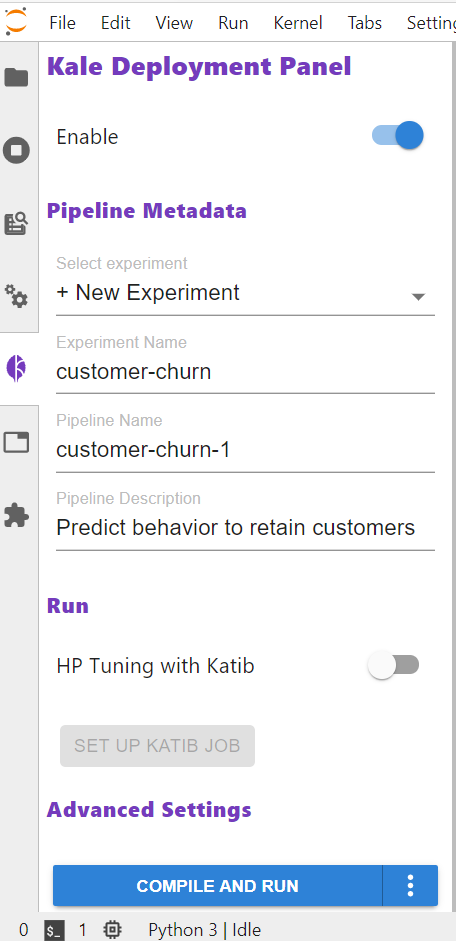 File Edit View Run Kernel Tabs
Kale Deployment Panel
Enable
Pipeline Metadata
Select experiment
+ New Experiment
Experiment Name
customer-churn
Pipeline Name
customer-churn-1
Pipeline Description
Predict behavior to retain customers
Run
HP Tuning with Katib
SET UP KATIB JOB
Advanced Settings
COMPILE AND RUN
0 $_ 1 Python 3 | Idle